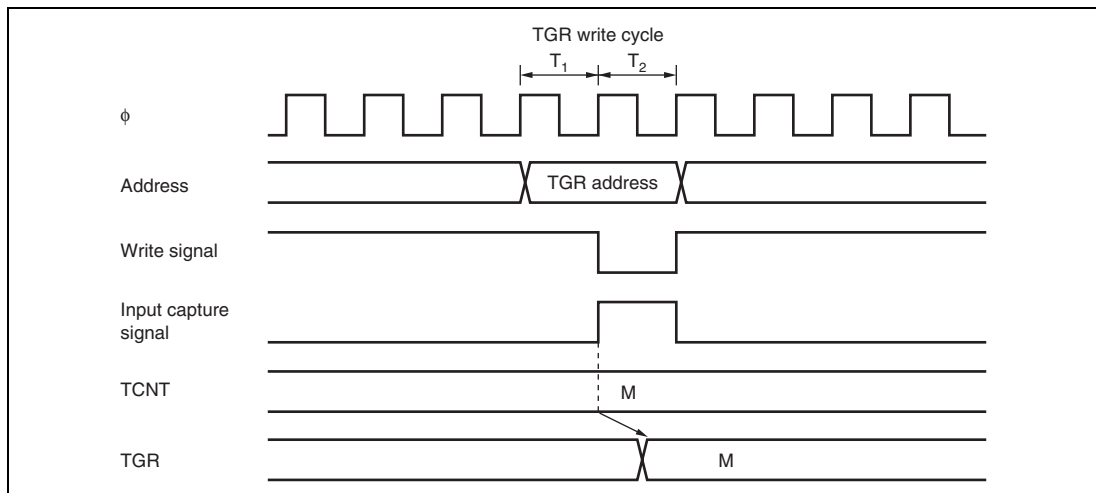 TGR write cycle
T1 T2
ϕ
Address
TGR address
Write signal
Input capture
signal
TCNT
M
TGR
M